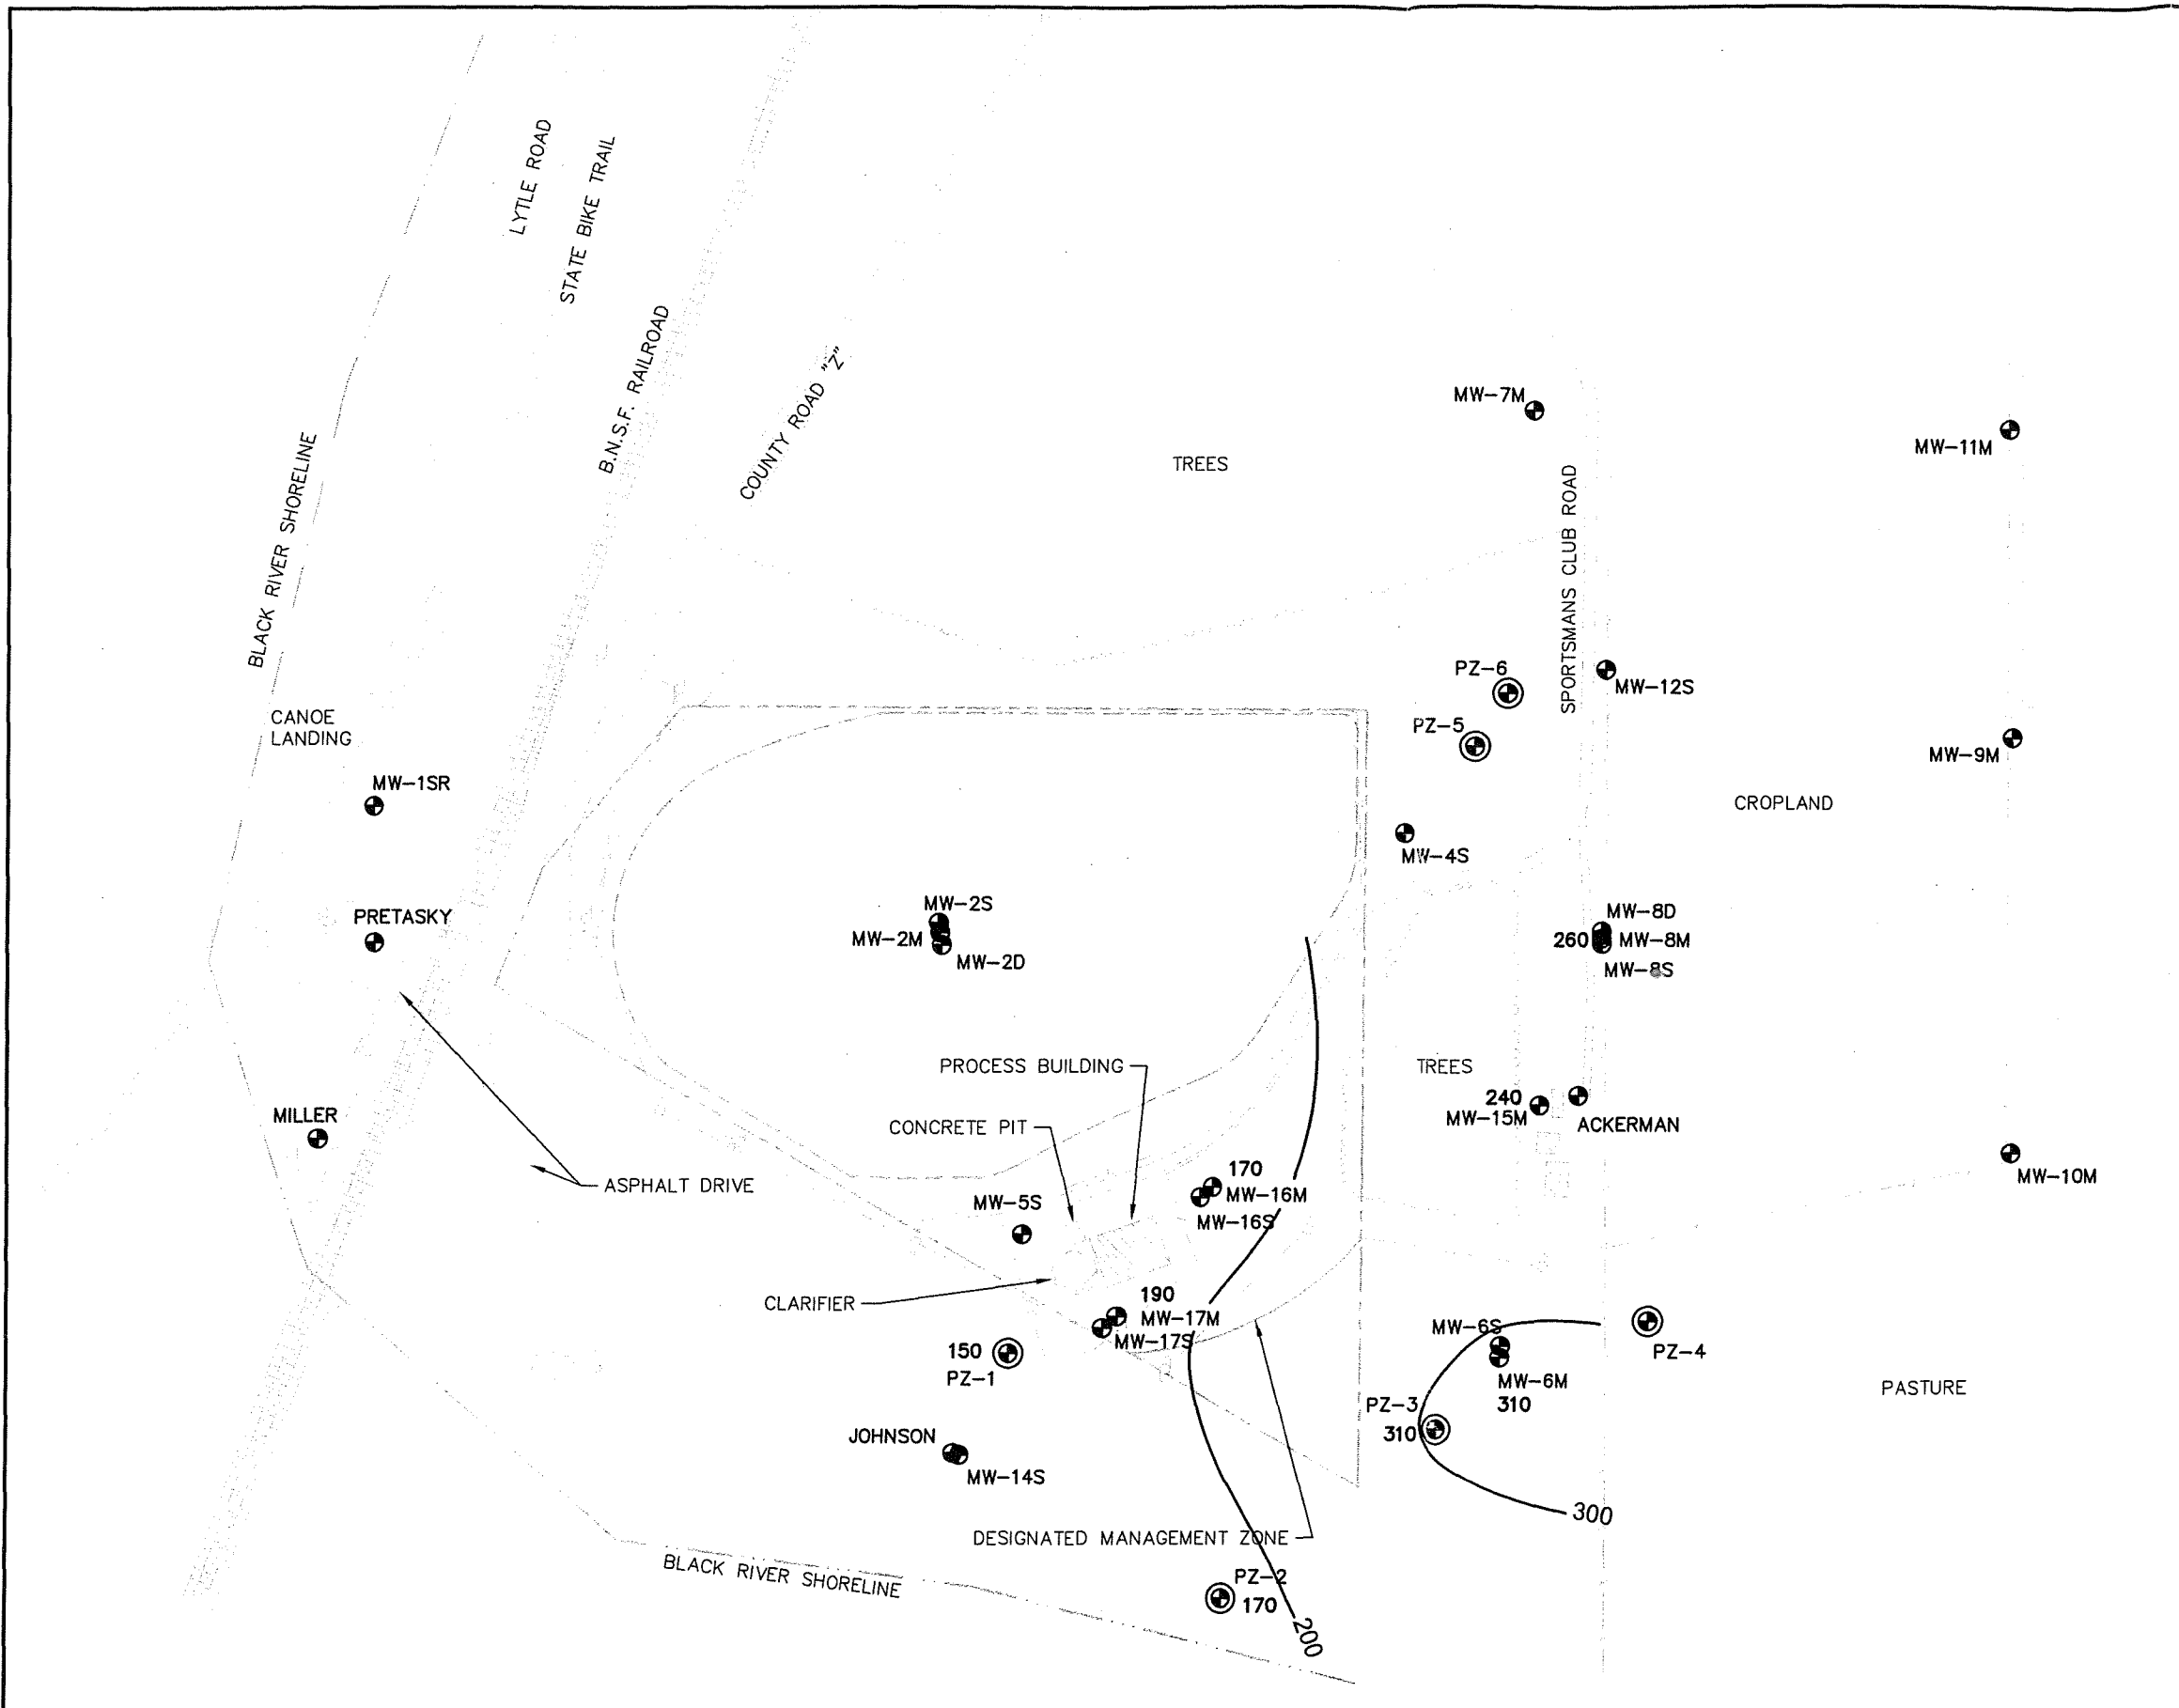 LYTLE ROAD
STATE BIKE TRAIL
B.N.S.F. RAILROAD
COUNTY ROAD "Z"
BLACK RIVER SHORELINE
TREES
MW-7M
MW-11M
SPORTSMANS CLUB ROAD
PZ-6
MW-12S
PZ-5
MW-9M
CANOE
LANDING
MW-1SR
CROPLAND
MW-4S
PRETASKY
MW-2S
MW-2M
MW-2D
MW-8D
260
MW-8M
MW-8S
PROCESS BUILDING
TREES
240
MW-15M
ACKERMAN
MILLER
CONCRETE PIT
ASPHALT DRIVE
170
MW-16M
MW-16S
MW-10M
MW-5S
CLARIFIER
190
MW-17M
MW-17S
150
PZ-1
MW-6S
MW-6M
310
PZ-4
PASTURE
PZ-3
310
JOHNSON
MW-14S
300
DESIGNATED MANAGEMENT ZONE
BLACK RIVER SHORELINE
PZ-2
170
200